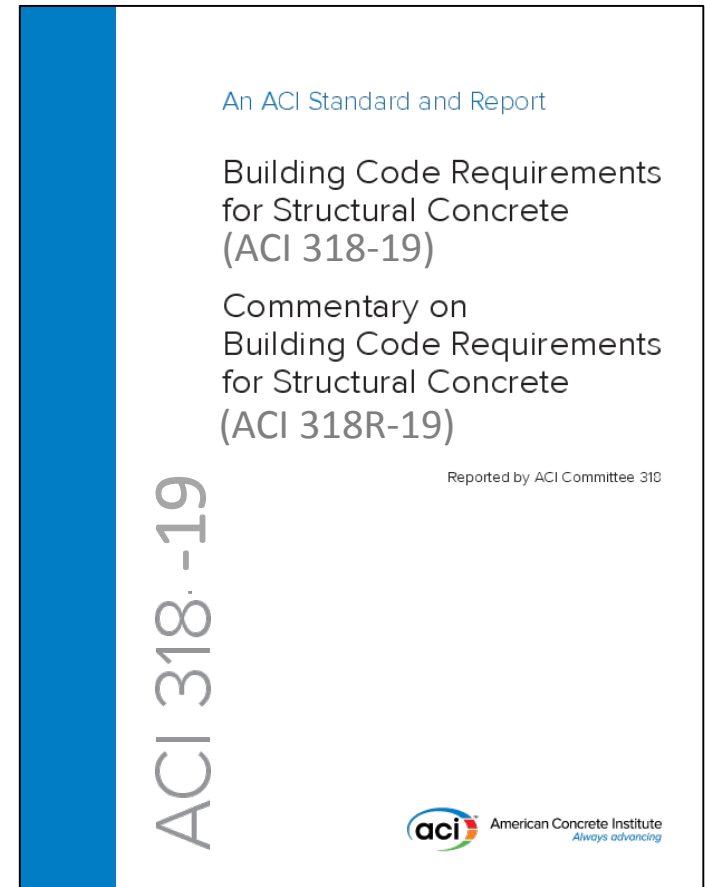 An ACI Standard and Report
Building Code Requirements
for Structural Concrete
(ACI 318-19)
Commentary on
Building Code Requirements
for Structural Concrete
(ACI 318R-19)
Reported by ACI Committee 318
ACI 318 -19
aci
American Concrete Institute
Always advancing